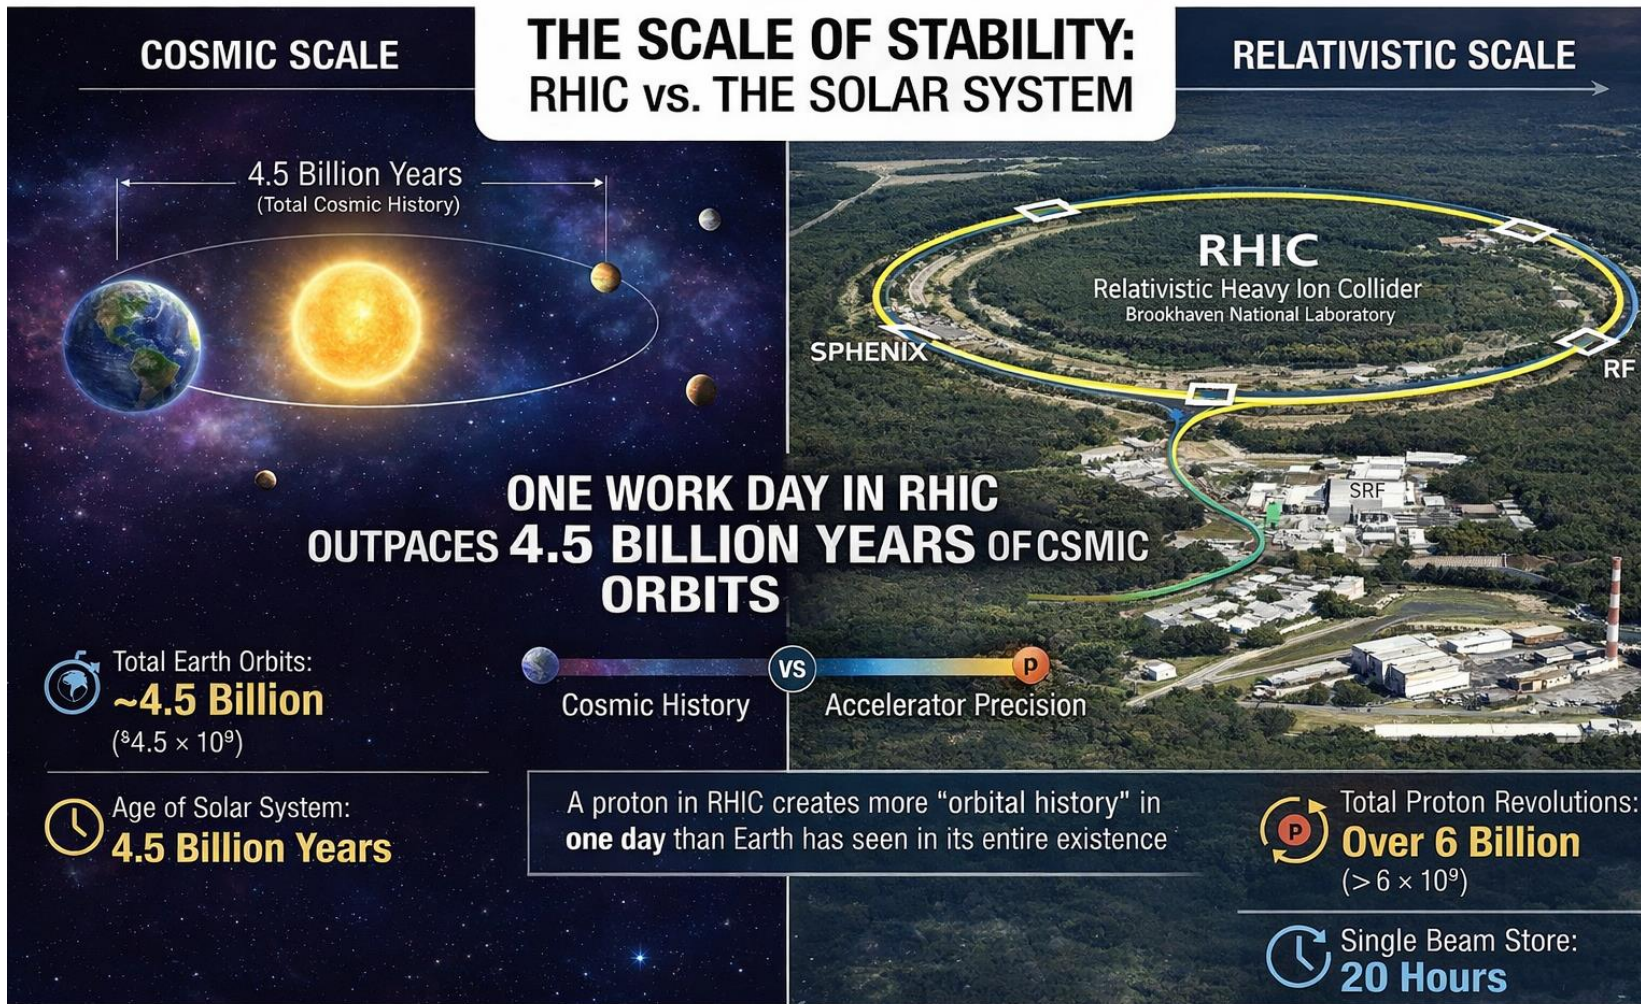 COSMIC SCALE
THE SCALE OF STABILITY:
RHIC vs. THE SOLAR SYSTEM
RELATIVISTIC SCALE
4.5 Billion Years
(Total Cosmic History)
RHIC
Relativistic Heavy Ion Collider
Brookhaven National Laboratory
SPHENIX
RF
SRF
ONE WORK DAY IN RHIC
OUTPACES 4.5 BILLION YEARS OF CSMIC
ORBITS
Total Earth Orbits:
~4.5 Billion
(⁸4.5 × 10⁹)
VS
p
Cosmic History
Accelerator Precision
Age of Solar System:
4.5 Billion Years
A proton in RHIC creates more "orbital history" in
one day than Earth has seen in its entire existence
P
Total Proton Revolutions:
Over 6 Billion
(> 6 × 10⁹)
Single Beam Store:
20 Hours